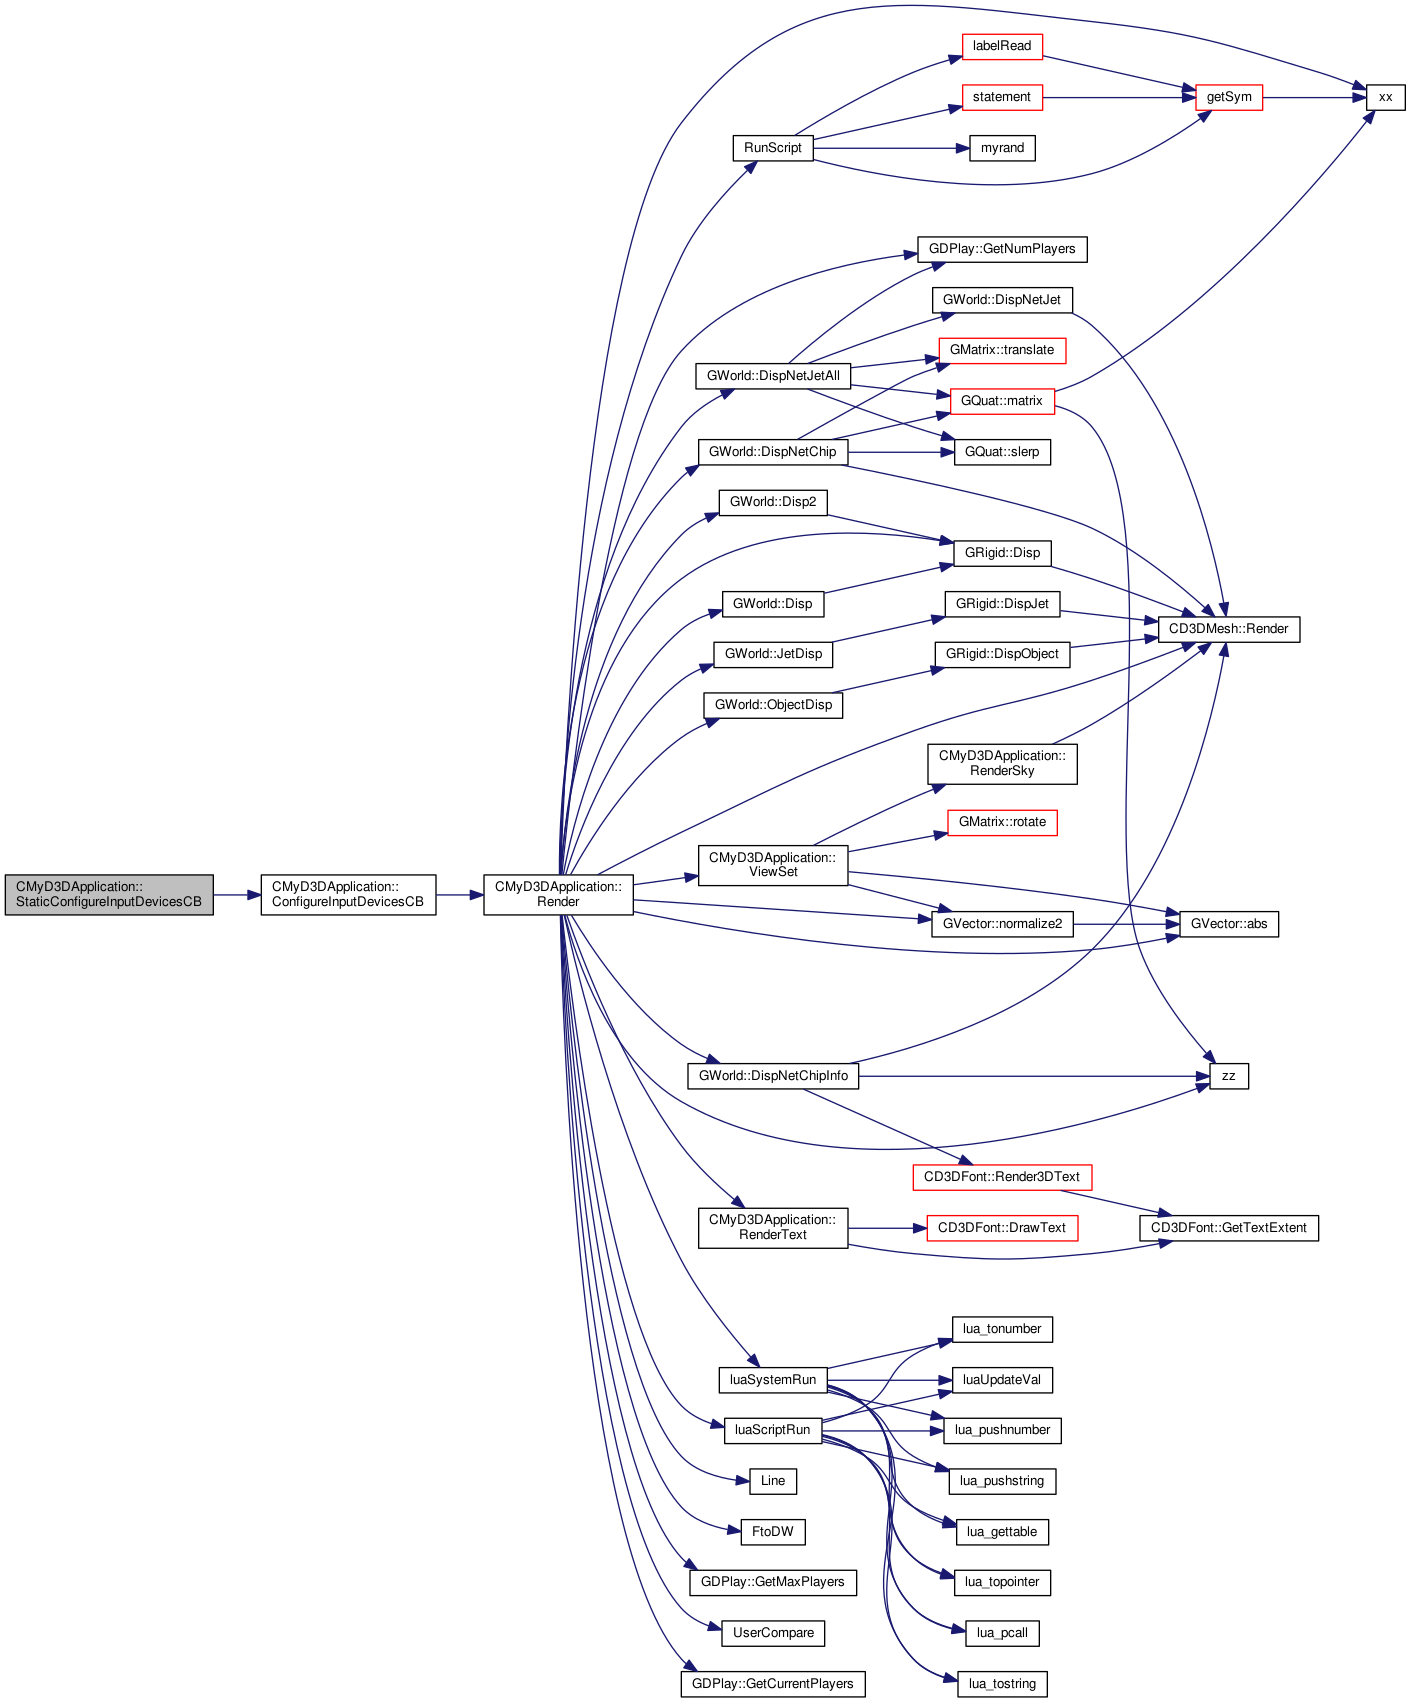 xx
labelRead
statement
getSym
RunScript
myrand
GDPlay::GetNumPlayers
GWorld::DispNetJet
GMatrix::translate
GWorld::DispNetJetAll
GQuat::matrix
GWorld::DispNetChip
GQuat::slerp
GWorld::Disp2
GRigid::Disp
GWorld::Disp
GRigid::DispJet
CD3DMesh::Render
GWorld::JetDisp
GRigid::DispObject
GWorld::ObjectDisp
CMyD3DApplication::
RenderSky
GMatrix::rotate
CMyD3DApplication::
ViewSet
CMyD3DApplication::
StaticConfigureInputDevicesCB
CMyD3DApplication::
ConfigureInputDevicesCB
CMyD3DApplication::
Render
GVector::normalize2
GVector::abs
GWorld::DispNetChipInfo
zz
CD3DFont::Render3DText
CMyD3DApplication::
RenderText
CD3DFont::DrawText
CD3DFont::GetTextExtent
lua_tonumber
luaSystemRun
luaUpdateVal
luaScriptRun
lua_pushnumber
Line
lua_pushstring
FtoDW
lua_gettable
GDPlay::GetMaxPlayers
lua_topointer
UserCompare
lua_pcall
GDPlay::GetCurrentPlayers
lua_tostring